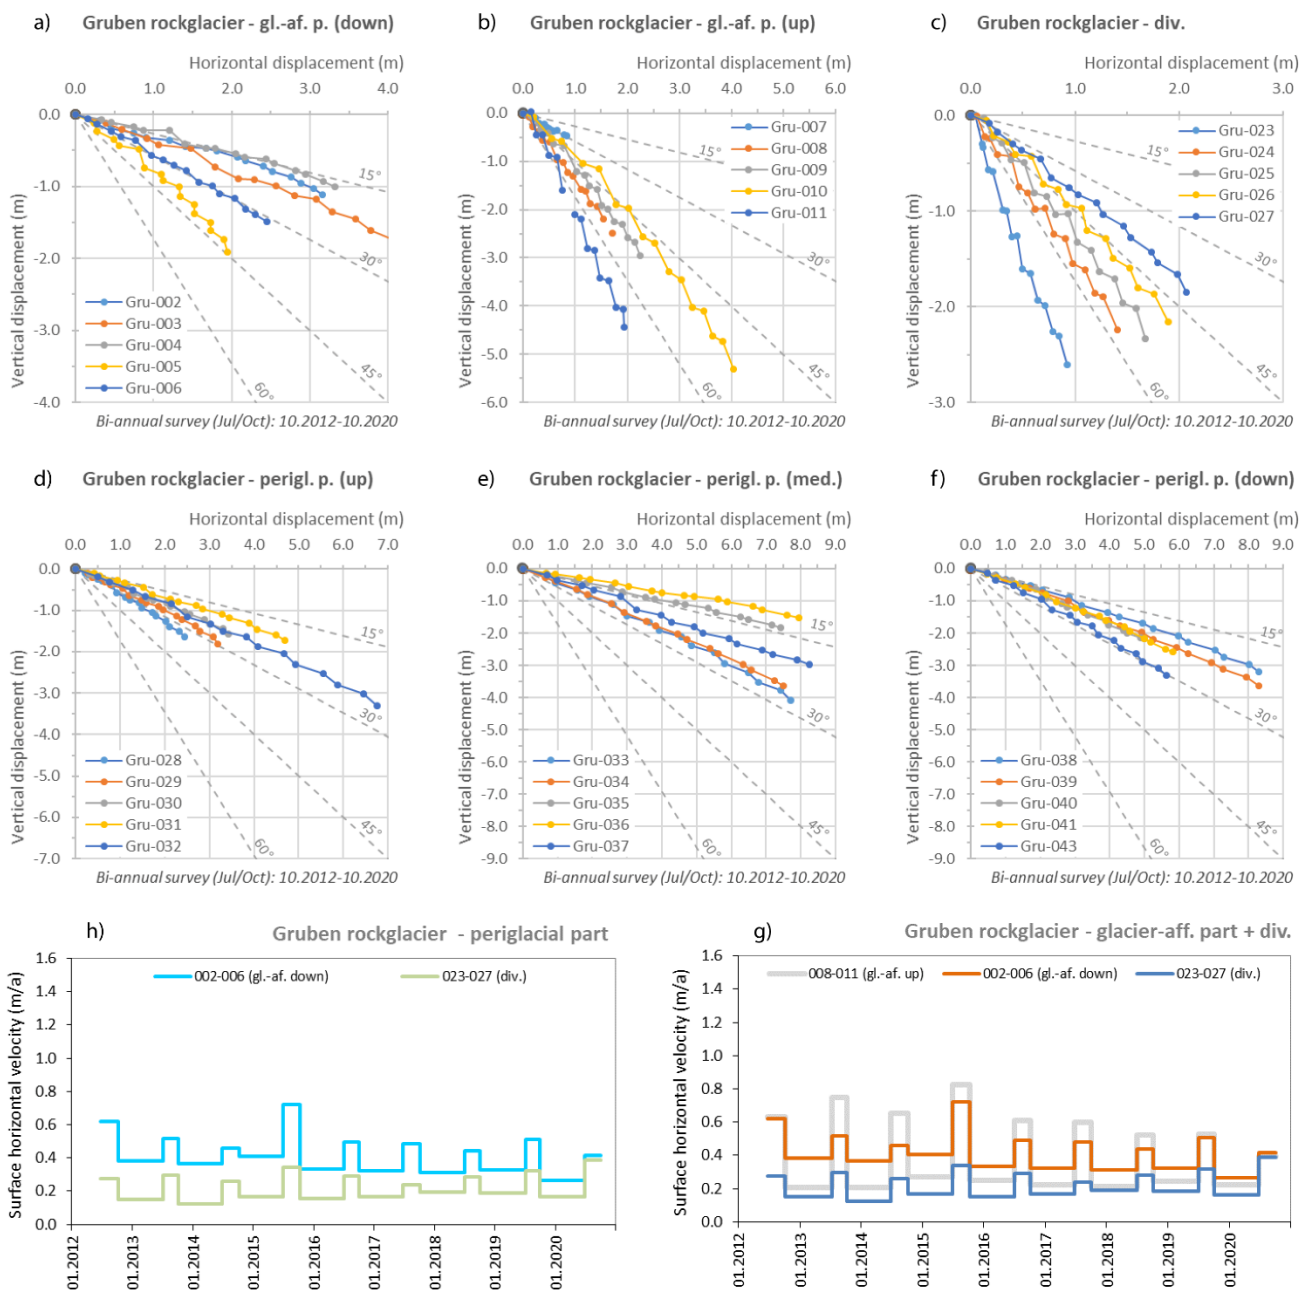 a) Gruben rockglacier - gl.-af. p. (down)
Horizontal displacement (m)
0.0 1.0 2.0 3.0 4.0
Vertical displacement (m)
0.0
-1.0
-2.0
-3.0
-4.0
15°
30°
45°
60°
Gru-002
Gru-003
Gru-004
Gru-005
Gru-006
Bi-annual survey (Jul/Oct): 10.2012-10.2020
b) Gruben rockglacier - gl.-af. p. (up)
Horizontal displacement (m)
0.0 1.0 2.0 3.0 4.0 5.0 6.0
Vertical displacement (m)
0.0
-1.0
-2.0
-3.0
-4.0
-5.0
-6.0
15°
30°
45°
60°
Gru-007
Gru-008
Gru-009
Gru-010
Gru-011
Bi-annual survey (Jul/Oct): 10.2012-10.2020
c) Gruben rockglacier - div.
Horizontal displacement (m)
0.0 1.0 2.0 3.0
Vertical displacement (m)
0.0
-1.0
-2.0
-3.0
15°
30°
45°
60°
Gru-023
Gru-024
Gru-025
Gru-026
Gru-027
Bi-annual survey (Jul/Oct): 10.2012-10.2020
d) Gruben rockglacier - perigl. p. (up)
Horizontal displacement (m)
0.0 1.0 2.0 3.0 4.0 5.0 6.0 7.0
Vertical displacement (m)
0.0
-1.0
-2.0
-3.0
-4.0
-5.0
-6.0
-7.0
15°
30°
45°
60°
Gru-028
Gru-029
Gru-030
Gru-031
Gru-032
Bi-annual survey (Jul/Oct): 10.2012-10.2020
e) Gruben rockglacier - perigl. p. (med.)
Horizontal displacement (m)
0.0 1.0 2.0 3.0 4.0 5.0 6.0 7.0 8.0 9.0
Vertical displacement (m)
0.0
-1.0
-2.0
-3.0
-4.0
-5.0
-6.0
-7.0
-8.0
-9.0
15°
30°
45°
60°
Gru-033
Gru-034
Gru-035
Gru-036
Gru-037
Bi-annual survey (Jul/Oct): 10.2012-10.2020
f) Gruben rockglacier - perigl. p. (down)
Horizontal displacement (m)
0.0 1.0 2.0 3.0 4.0 5.0 6.0 7.0 8.0 9.0
Vertical displacement (m)
0.0
-1.0
-2.0
-3.0
-4.0
-5.0
-6.0
-7.0
-8.0
-9.0
15°
30°
45°
60°
Gru-038
Gru-039
Gru-040
Gru-041
Gru-043
Bi-annual survey (Jul/Oct): 10.2012-10.2020
h) Gruben rockglacier - periglacial part
Surface horizontal velocity (m/a)
1.6
1.4
1.2
1.0
0.8
0.6
0.4
0.2
0.0
002-006 (gl.-af. down) 023-027 (div.)
01.2012 01.2013 01.2014 01.2015 01.2016 01.2017 01.2018 01.2019 01.2020
g) Gruben rockglacier - glacier-aff. part + div.
Surface horizontal velocity (m/a)
1.6
1.4
1.2
1.0
0.8
0.6
0.4
0.2
0.0
008-011 (gl.-af. up) 002-006 (gl.-af. down) 023-027 (div.)
01.2012 01.2013 01.2014 01.2015 01.2016 01.2017 01.2018 01.2019 01.2020